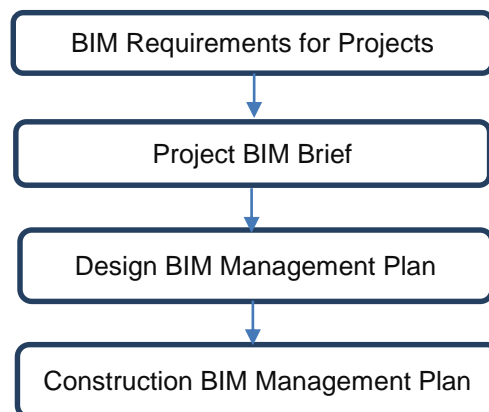 BIM Requirements for Projects
Project BIM Brief
Design BIM Management Plan
Construction BIM Management Plan